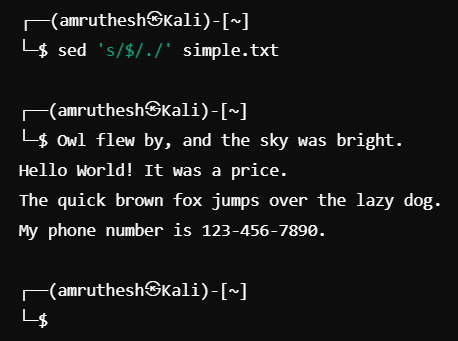 ┌──(amruthesh㉿Kali)-[~]
└─$ sed 's/$/./' simple.txt
┌──(amruthesh㉿Kali)-[~]
└─$ Owl flew by, and the sky was bright.
Hello World! It was a price.
The quick brown fox jumps over the lazy dog.
My phone number is 123-456-7890.
┌──(amruthesh㉿Kali)-[~]
└─$